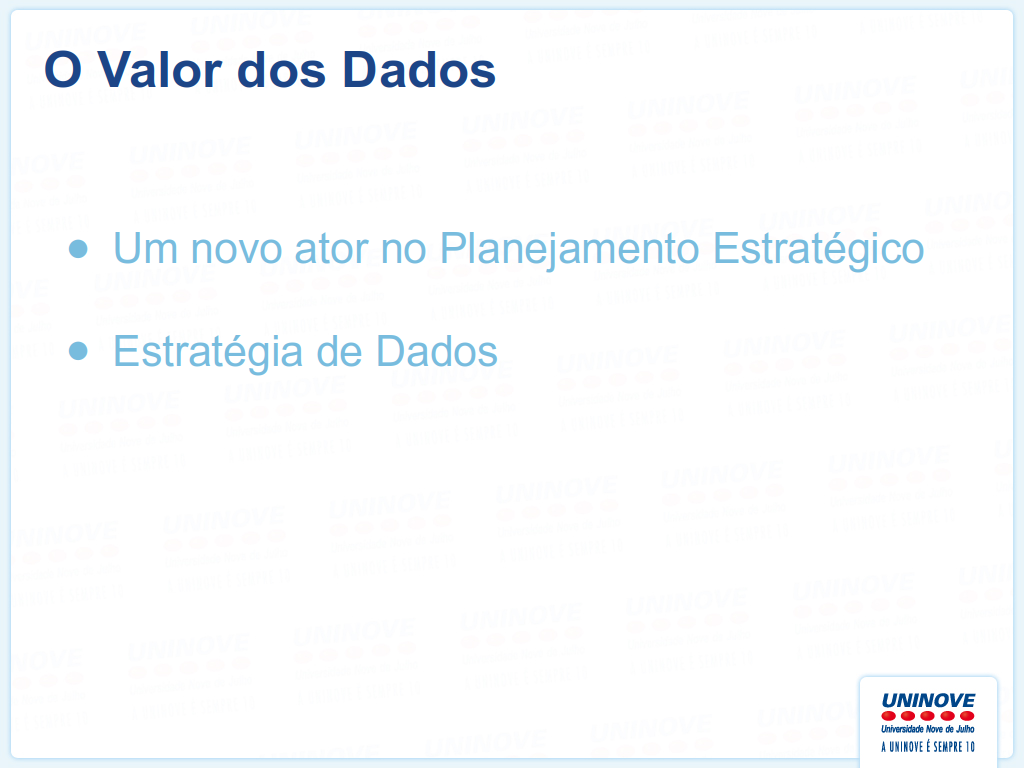 O Valor dos Dados
Um novo ator no Planejamento Estratégico
Estratégia de Dados
UNINOVE
Universidade Nove de Julho
A UNINOVE É SEMPRE 10